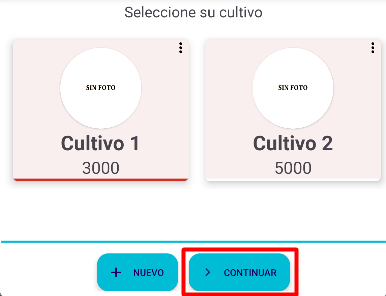 Seleccione su cultivo
SIN FOTO
Cultivo 1
3000
SIN FOTO
Cultivo 2
5000
NUEVO
CONTINUAR